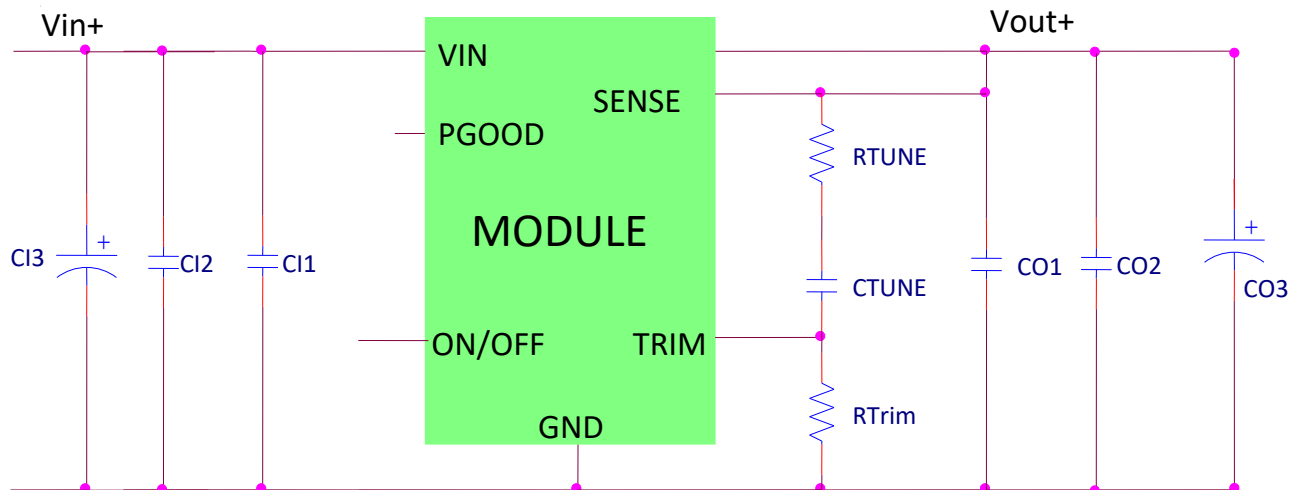 Vin+
Vout+
VIN
SENSE
PGOOD
RTUNE
MODULE
CI3
+
CI2
CI1
CO1
CO2
+
CO3
CTUNE
ON/OFF
TRIM
RTrim
GND